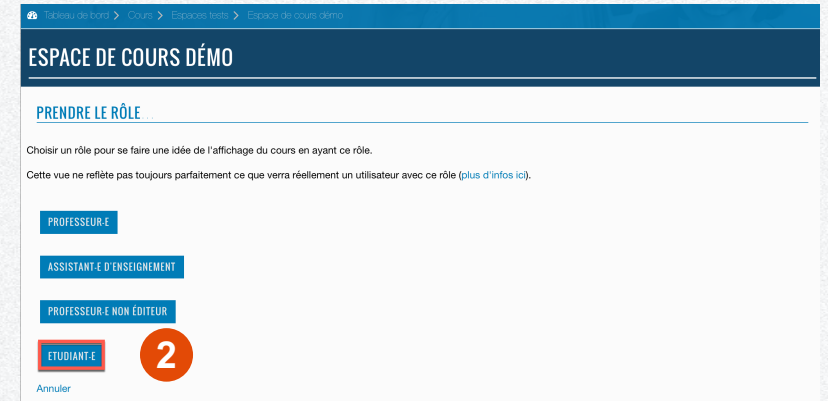 Tableau de bord > Cours > Espaces tests > Espace de cours démo
ESPACE DE COURS DÉMO
PRENDRE LE RÔLE...
Choisir un rôle pour se faire une idée de l'affichage du cours en ayant ce rôle.
Cette vue ne reflète pas toujours parfaitement ce que verra réellement un utilisateur avec ce rôle (plus d'infos ici).
PROFESSEUR-E
ASSISTANT-E D'ENSEIGNEMENT
PROFESSEUR-E NON ÉDITEUR
ETUDIANT-E
2
Annuler